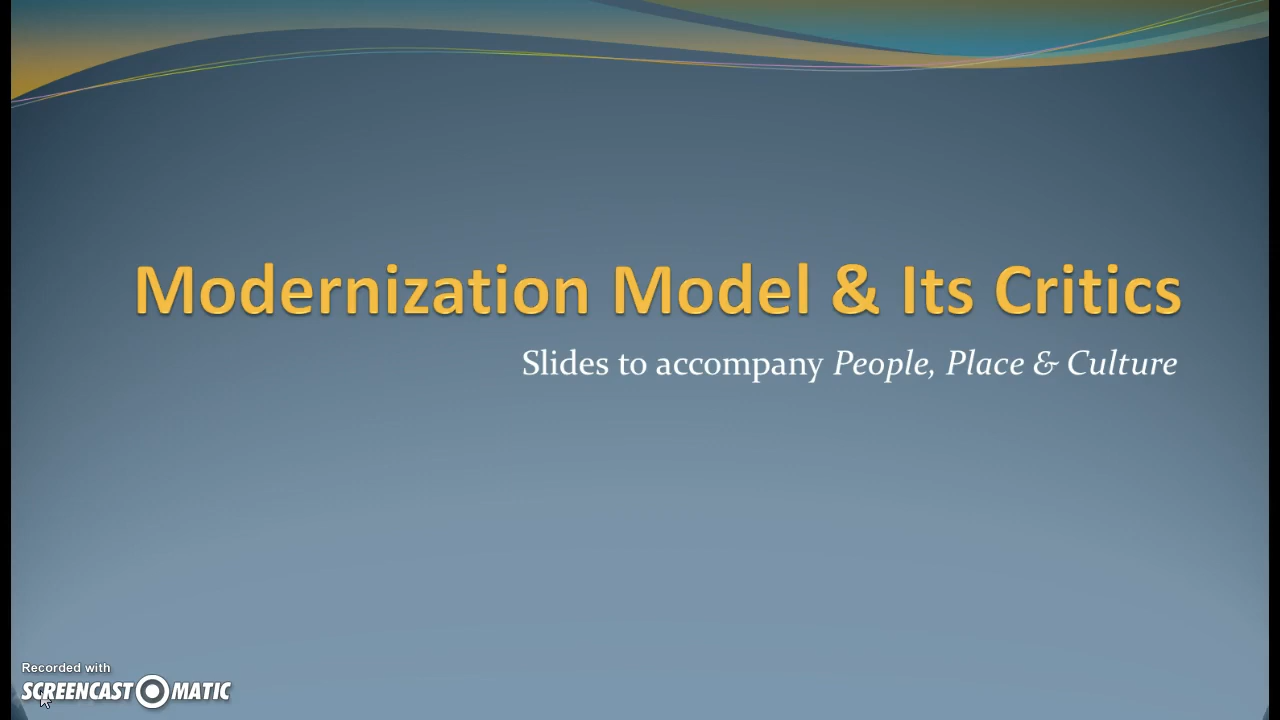 Modernization Model & Its Critics
Slides to accompany People, Place & Culture
Recorded with
SCREENCAST MATIC